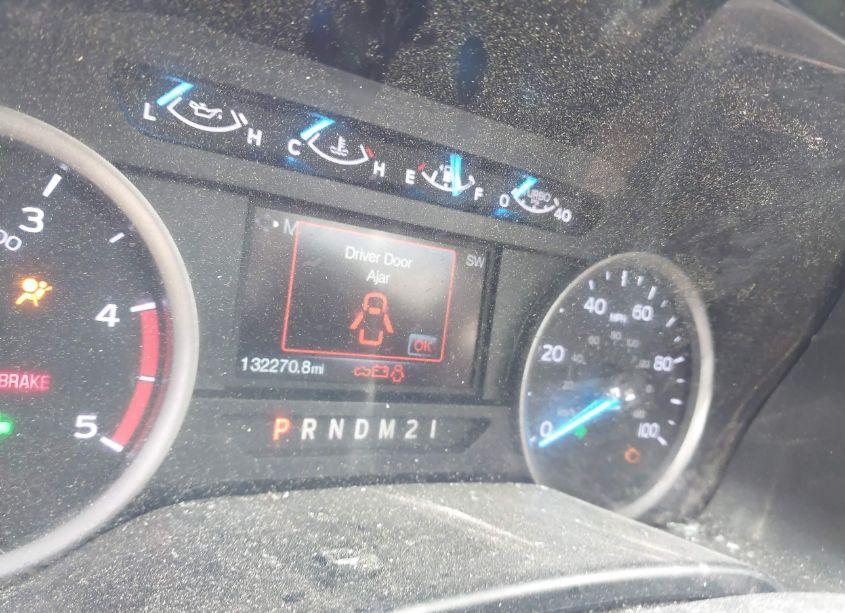 L H
C H
E F
0 TURBO 40
3
4
5
BRAKE
Driver Door
Ajar
OK
SW
132270.8mi
P R N D M 2 1
0 20 40 60 80 100
MPH